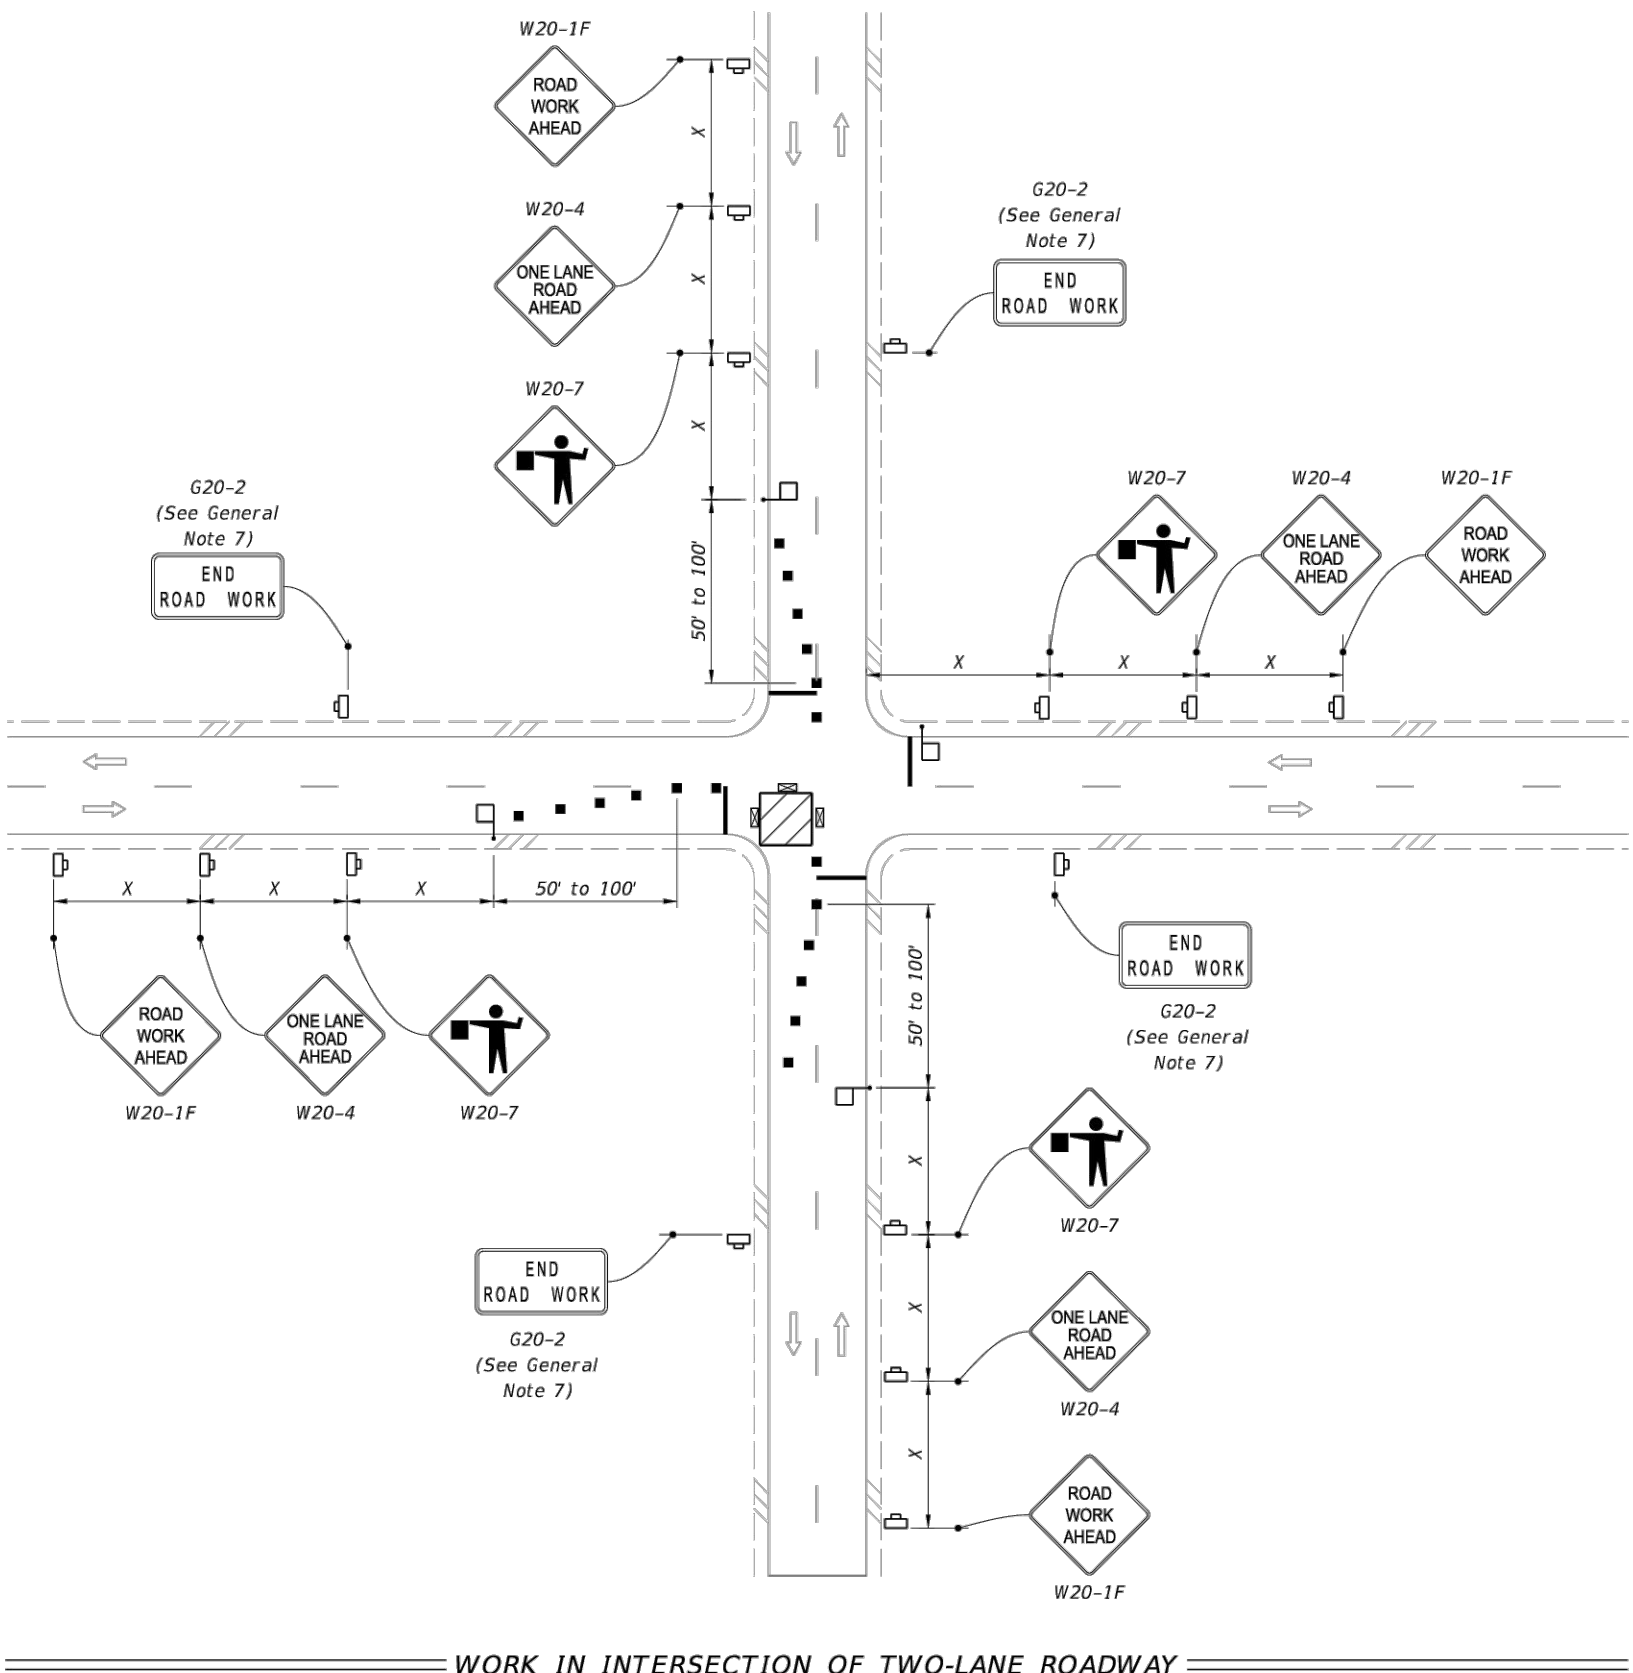 W20-1F
ROAD
WORK
AHEAD
X
W20-4
ONE LANE
ROAD
AHEAD
X
W20-7
X
50' to 100'
G20-2
(See General
Note 7)
END
ROAD WORK
G20-2
(See General
Note 7)
END
ROAD WORK
W20-7
W20-4
ONE LANE
ROAD
AHEAD
W20-1F
ROAD
WORK
AHEAD
X
X
X
X
X
X
50' to 100'
ROAD
WORK
AHEAD
W20-1F
ONE LANE
ROAD
AHEAD
W20-4
W20-7
END
ROAD WORK
G20-2
(See General
Note 7)
50' to 100'
X
W20-7
X
ONE LANE
ROAD
AHEAD
W20-4
X
ROAD
WORK
AHEAD
W20-1F
END
ROAD WORK
G20-2
(See General
Note 7)
WORK IN INTERSECTION OF TWO-LANE ROADWAY